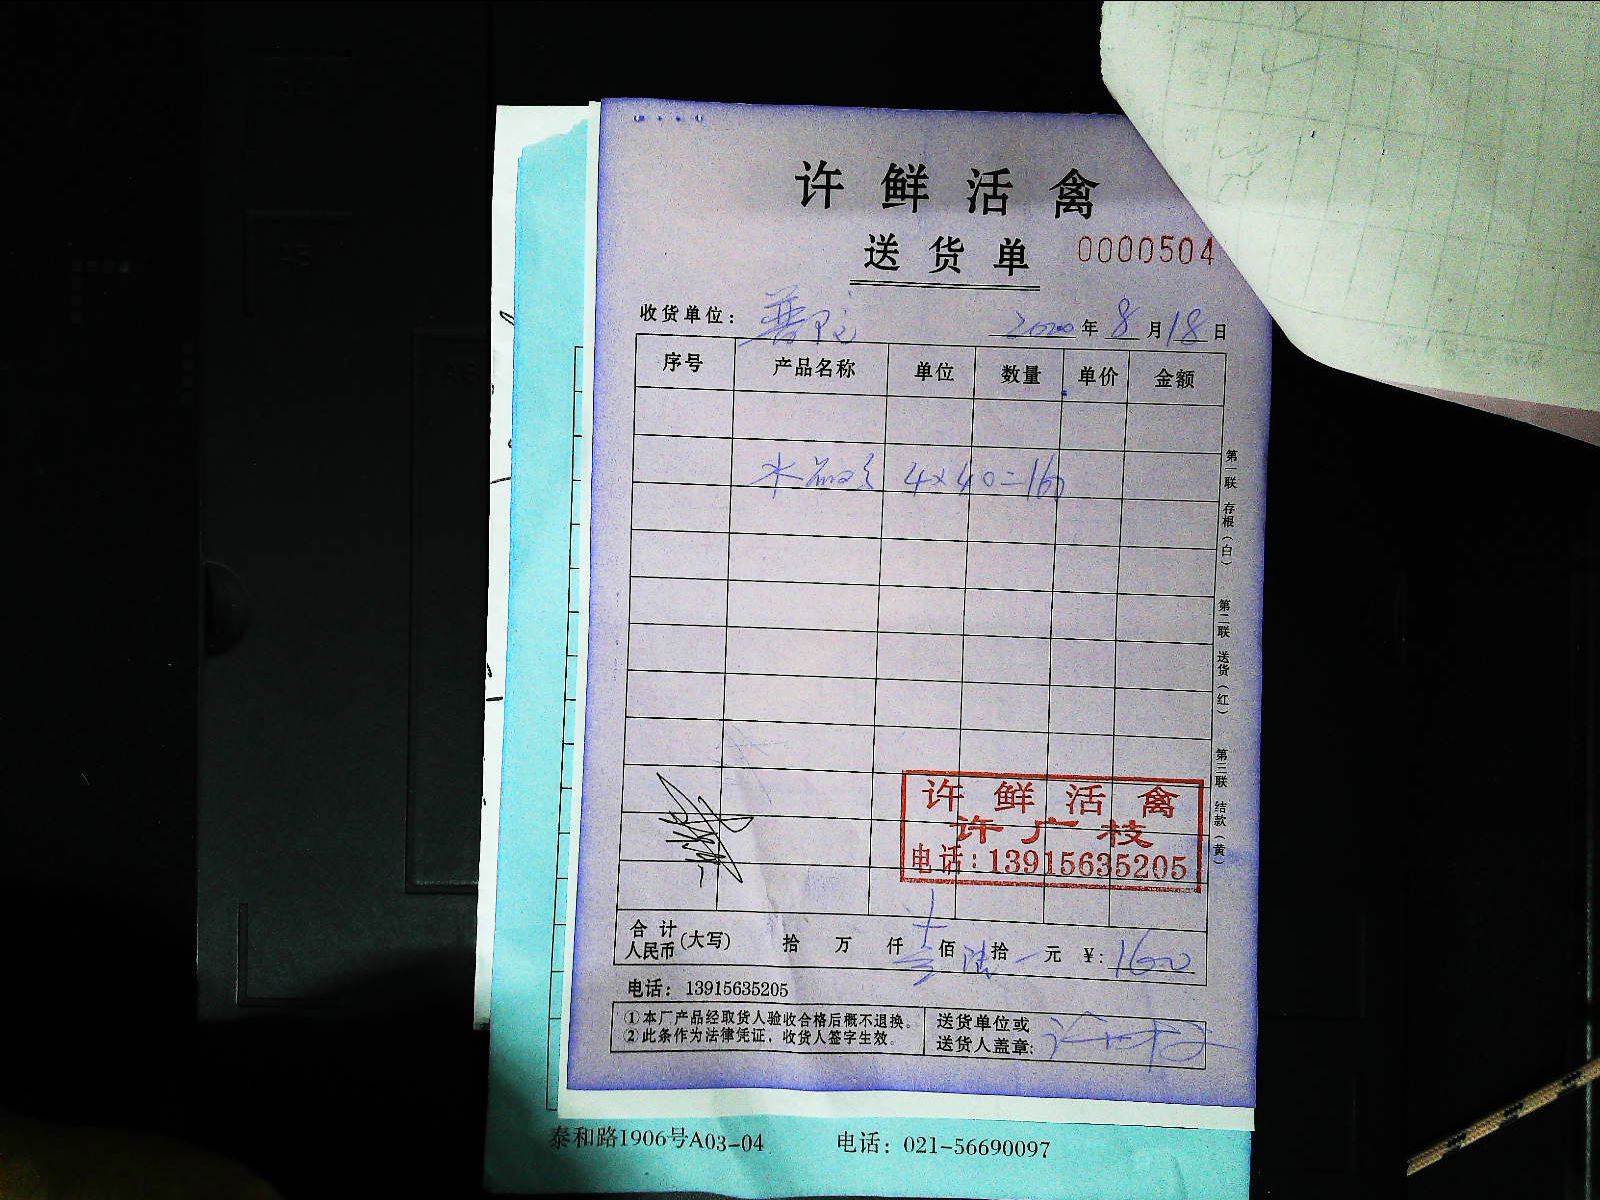 许鲜活禽
送货单 0000504
收货单位： 2020年8月18日
序号 产品名称 单位 数量 单价 金额
4×40=160
第一联 存根（白）
第二联 送货（红）
第三联 结款（黄）
许鲜活禽
许广枝
电话：13915635205
合计人民币（大写） 拾 万 仟 壹佰 陆拾 元 ¥：160
电话： 13915635205
①本厂产品经取货人验收合格后概不退换。
②此条作为法律凭证，收货人签字生效。
送货单位或
送货人盖章：
泰和路1906号A03-04 电话：021-56690097